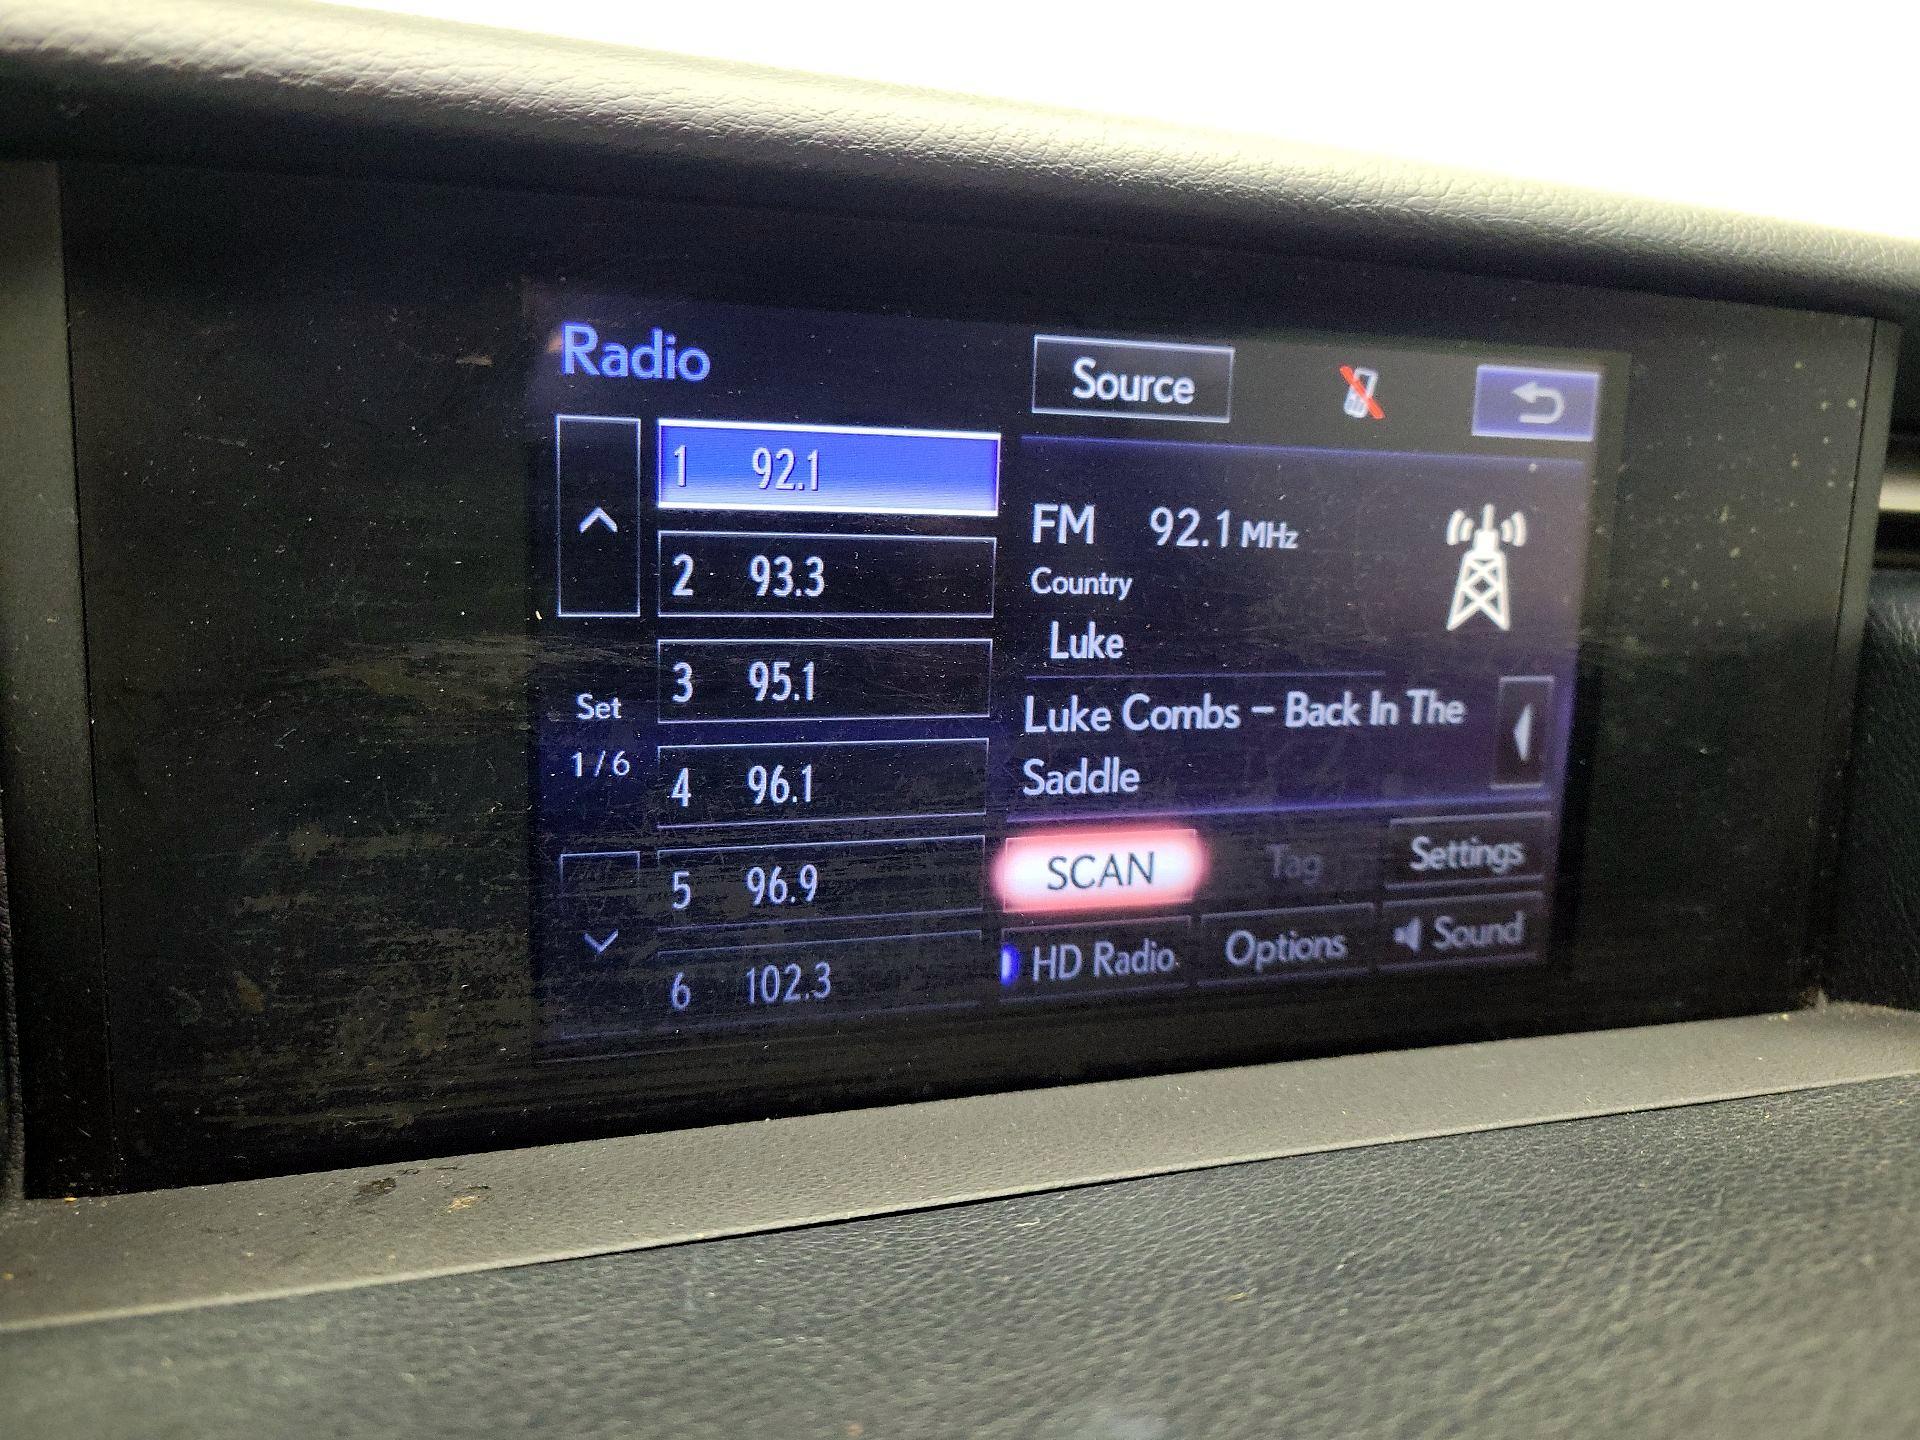 Radio
Source
1 92.1
2 93.3
3 95.1
4 96.1
5 96.9
6 102.3
Set
1/6
FM 92.1 MHz
Country
Luke
Luke Combs - Back In The
Saddle
SCAN
Tag
Settings
HD Radio
Options
Sound